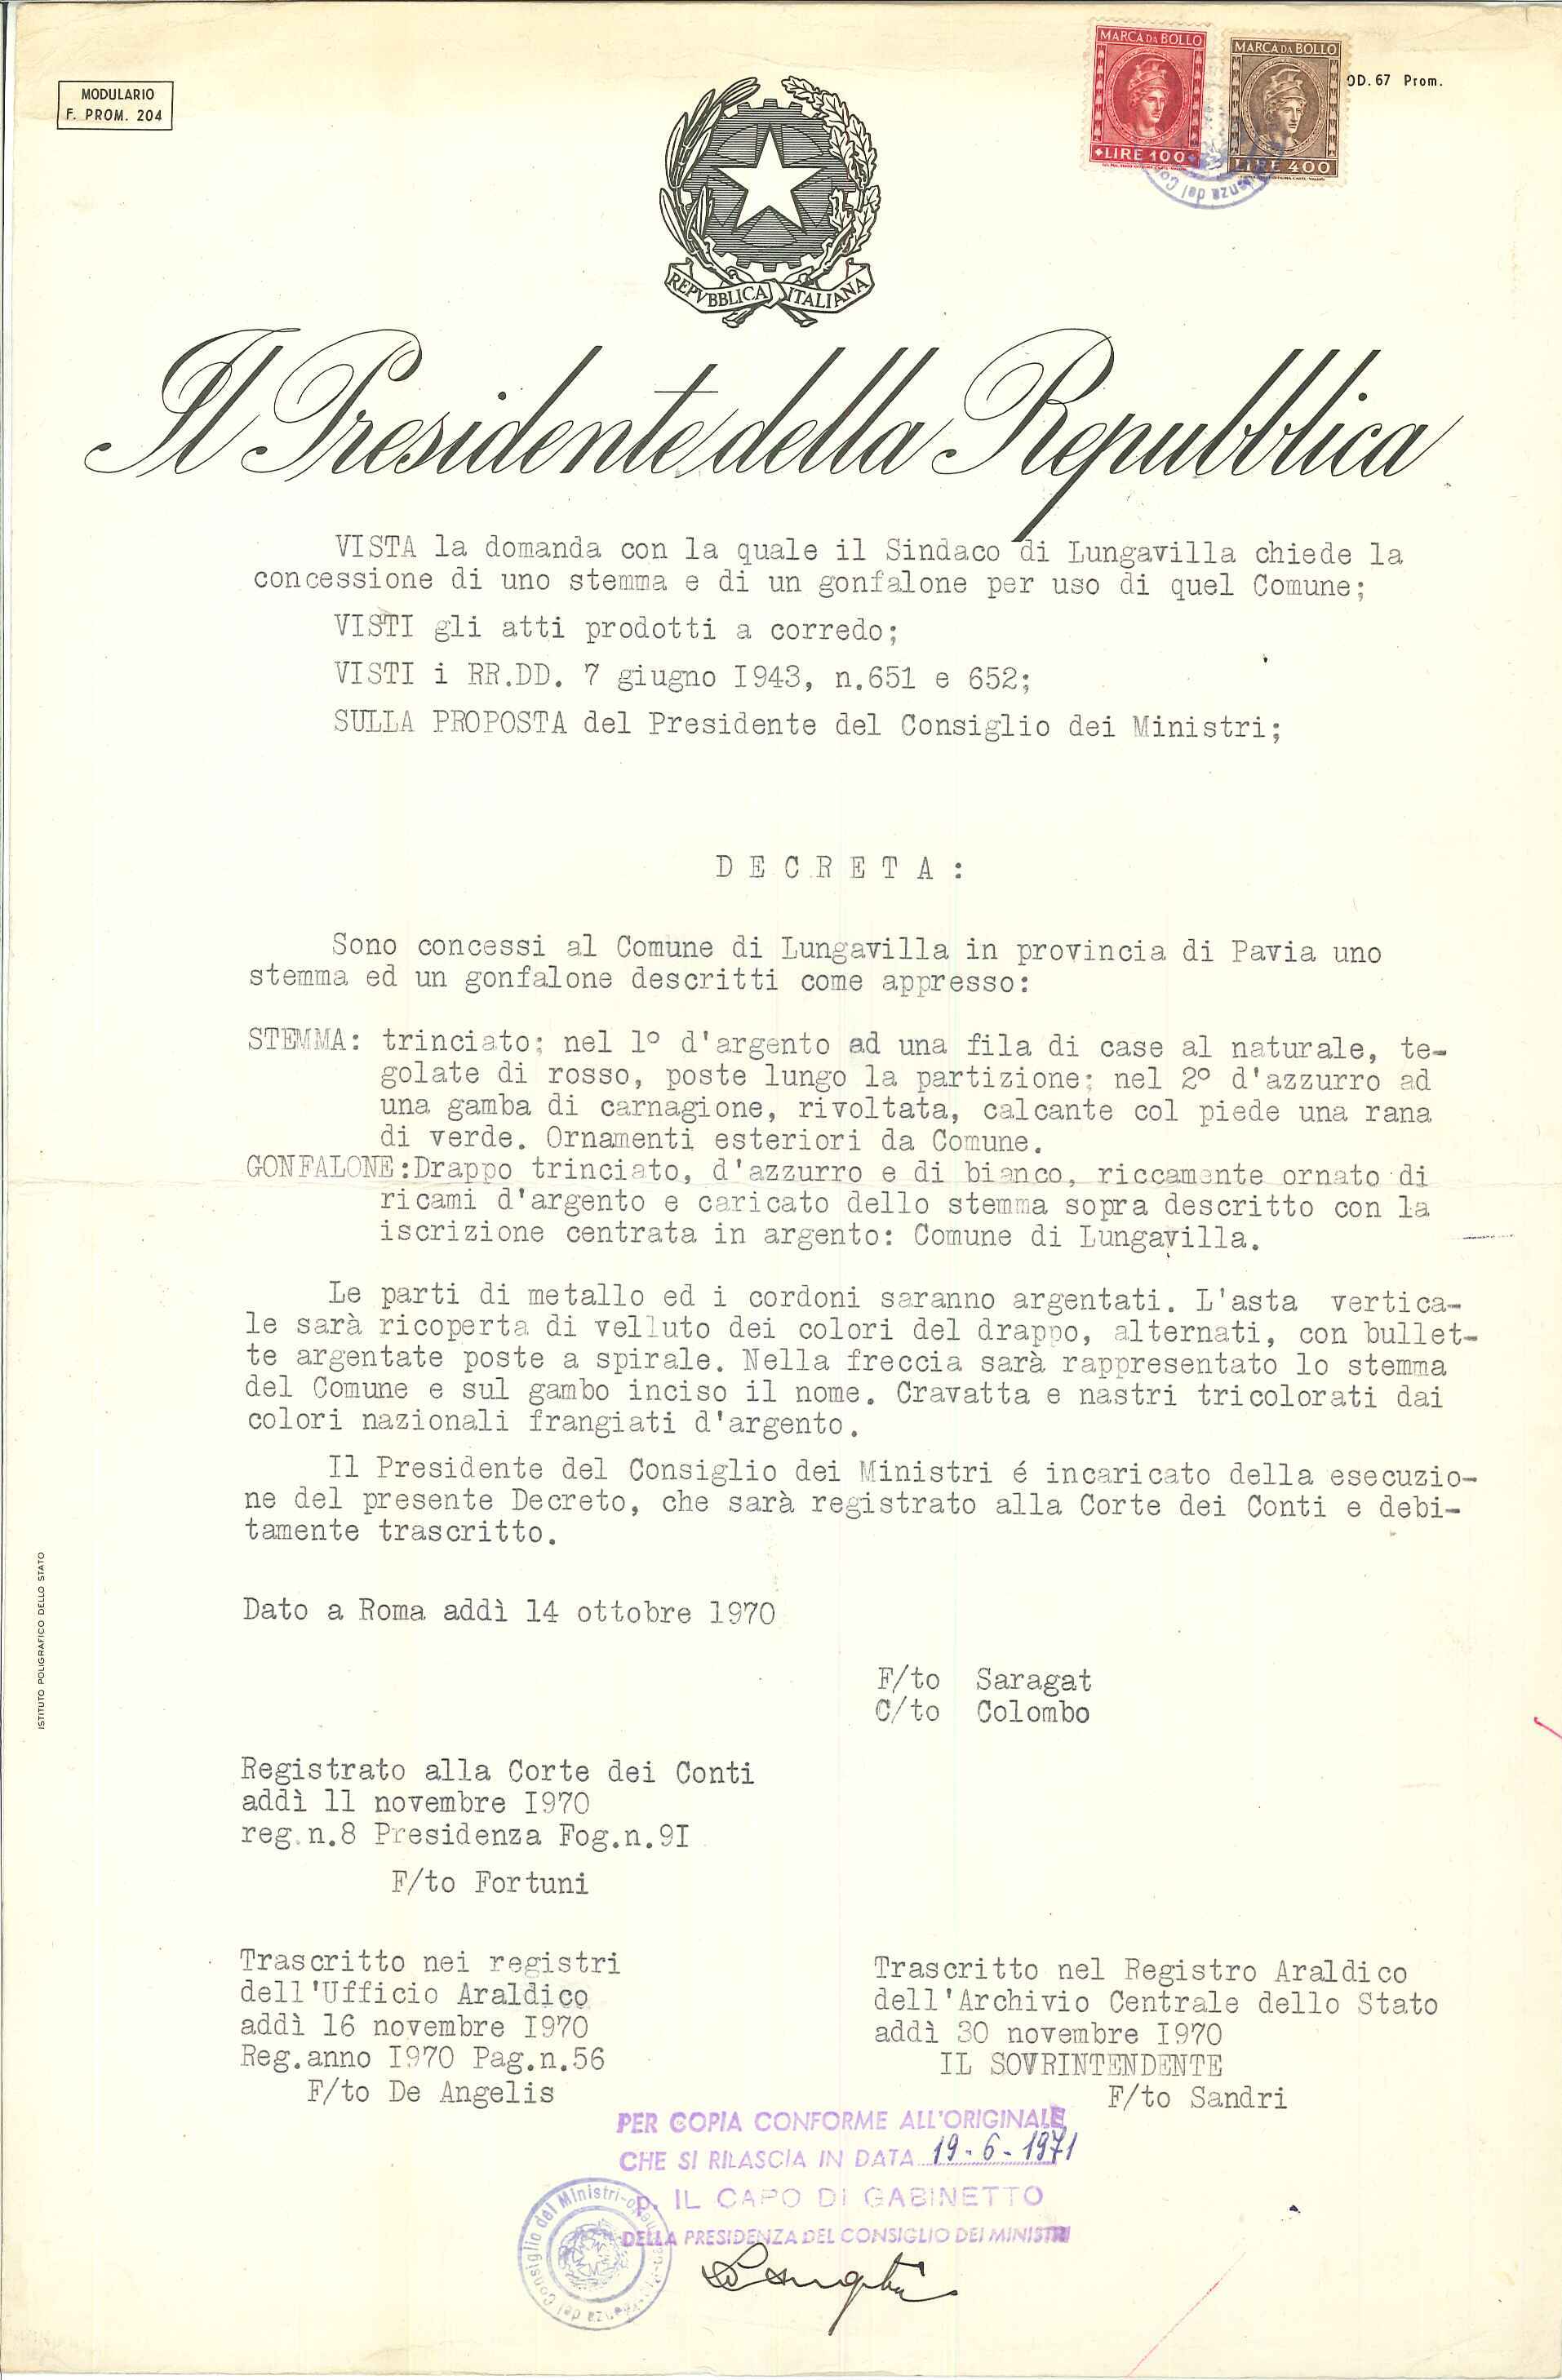 MODULARIO
F. PROM. 204
MARCA DA BOLLO
LIRE 100
MARCA DA BOLLO
LIRE 400
OD. 67 Prom.
REPVBBLICA ITALIANA
Il Presidente della Repubblica
VISTA la domanda con la quale il Sindaco di Lungavilla chiede la
concessione di uno stemma e di un gonfalone per uso di quel Comune;
VISTI gli atti prodotti a corredo;
VISTI i RR.DD. 7 giugno I943, n.651 e 652;
SULLA PROPOSTA del Presidente del Consiglio dei Ministri;
D E C R E T A :
Sono concessi al Comune di Lungavilla in provincia di Pavia uno
stemma ed un gonfalone descritti come appresso:
STEMMA: trinciato; nel 1° d'argento ad una fila di case al naturale, te-
golate di rosso, poste lungo la partizione; nel 2° d'azzurro ad
una gamba di carnagione, rivoltata, calcante col piede una rana
di verde. Ornamenti esteriori da Comune.
GONFALONE:Drappo trinciato, d'azzurro e di bianco, riccamente ornato di
ricami d'argento e caricato dello stemma sopra descritto con la
iscrizione centrata in argento: Comune di Lungavilla.
Le parti di metallo ed i cordoni saranno argentati. L'asta vertica-
le sarà ricoperta di velluto dei colori del drappo, alternati, con bullet-
te argentate poste a spirale. Nella freccia sarà rappresentato lo stemma
del Comune e sul gambo inciso il nome. Cravatta e nastri tricolorati dai
colori nazionali frangiati d'argento.
Il Presidente del Consiglio dei Ministri é incaricato della esecuzio-
ne del presente Decreto, che sarà registrato alla Corte dei Conti e debi-
tamente trascritto.
Dato a Roma addì 14 ottobre 1970
F/to Saragat
C/to Colombo
Registrato alla Corte dei Conti
addì 11 novembre I970
reg.n.8 Presidenza Fog.n.9I
F/to Fortuni
Trascritto nei registri
dell'Ufficio Araldico
addì 16 novembre I970
Reg.anno I970 Pag.n.56
F/to De Angelis
Trascritto nel Registro Araldico
dell'Archivio Centrale dello Stato
addì 30 novembre I970
IL SOVRINTENDENTE
F/to Sandri
PER COPIA CONFORME ALL'ORIGINALE
CHE SI RILASCIA IN DATA 19-6-1971
p. IL CAPO DI GABINETTO
DELLA PRESIDENZA DEL CONSIGLIO DEI MINISTRI
ISTITUTO POLIGRAFICO DELLO STATO